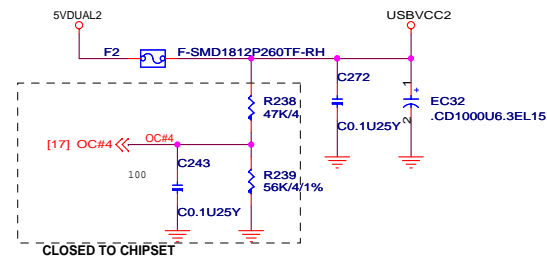 5VDUAL2
USBVCC2
F2
F-SMD1812P260TF-RH
C272
1
+
EC32
.CD1000U6.3EL15
2
R238
47K/4
C0.1U25Y
[17] OC#4
OC#4
C243
100
R239
56K/4/1%
C0.1U25Y
CLOSED TO CHIPSET